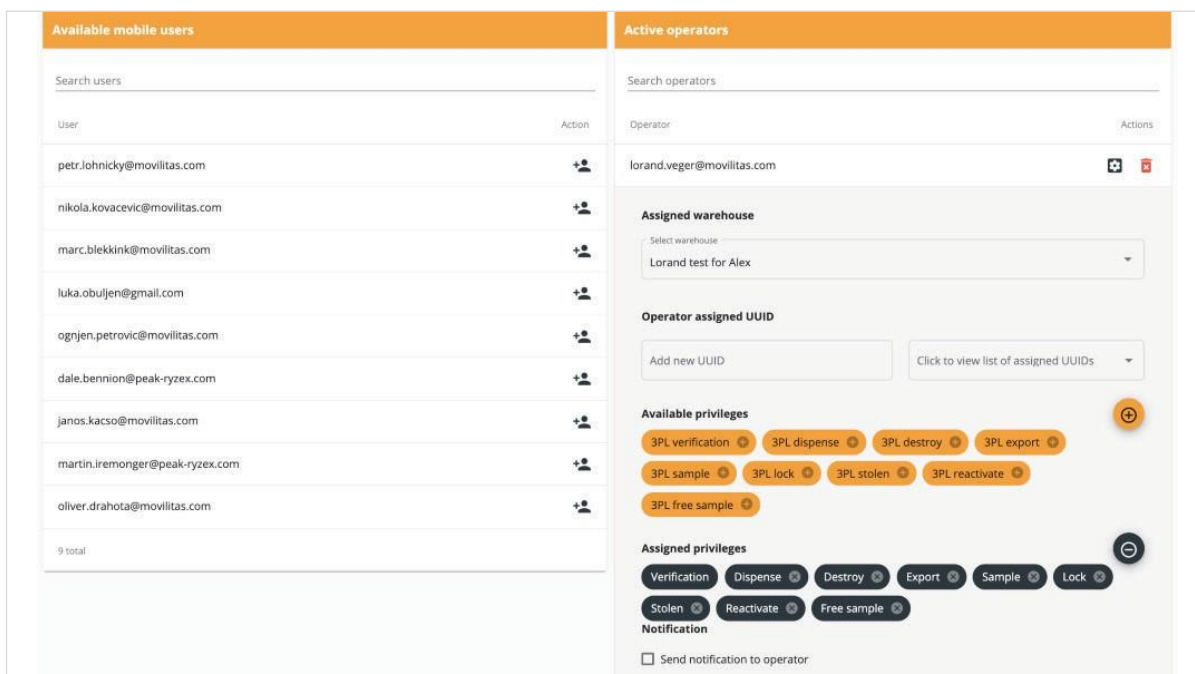 Available mobile users
Search users
User Action
petr.lohnicky@movilitas.com
nikola.kovacevic@movilitas.com
marc.blekkink@movilitas.com
luka.obuljen@gmail.com
ognjen.petrovic@movilitas.com
dale.bennion@peak-ryzex.com
janos.kacso@movilitas.com
martin.iremonger@peak-ryzex.com
oliver.drahota@movilitas.com
9 total
Active operators
Search operators
Operator Actions
lorand.veger@movilitas.com
Assigned warehouse
Select warehouse
Lorand test for Alex
Operator assigned UUID
Add new UUID Click to view list of assigned UUIDs
Available privileges
3PL verification 3PL dispense 3PL destroy 3PL export
3PL sample 3PL lock 3PL stolen 3PL reactivate
3PL free sample
Assigned privileges
Verification Dispense Destroy Export Sample Lock
Stolen Reactivate Free sample
Notification
Send notification to operator